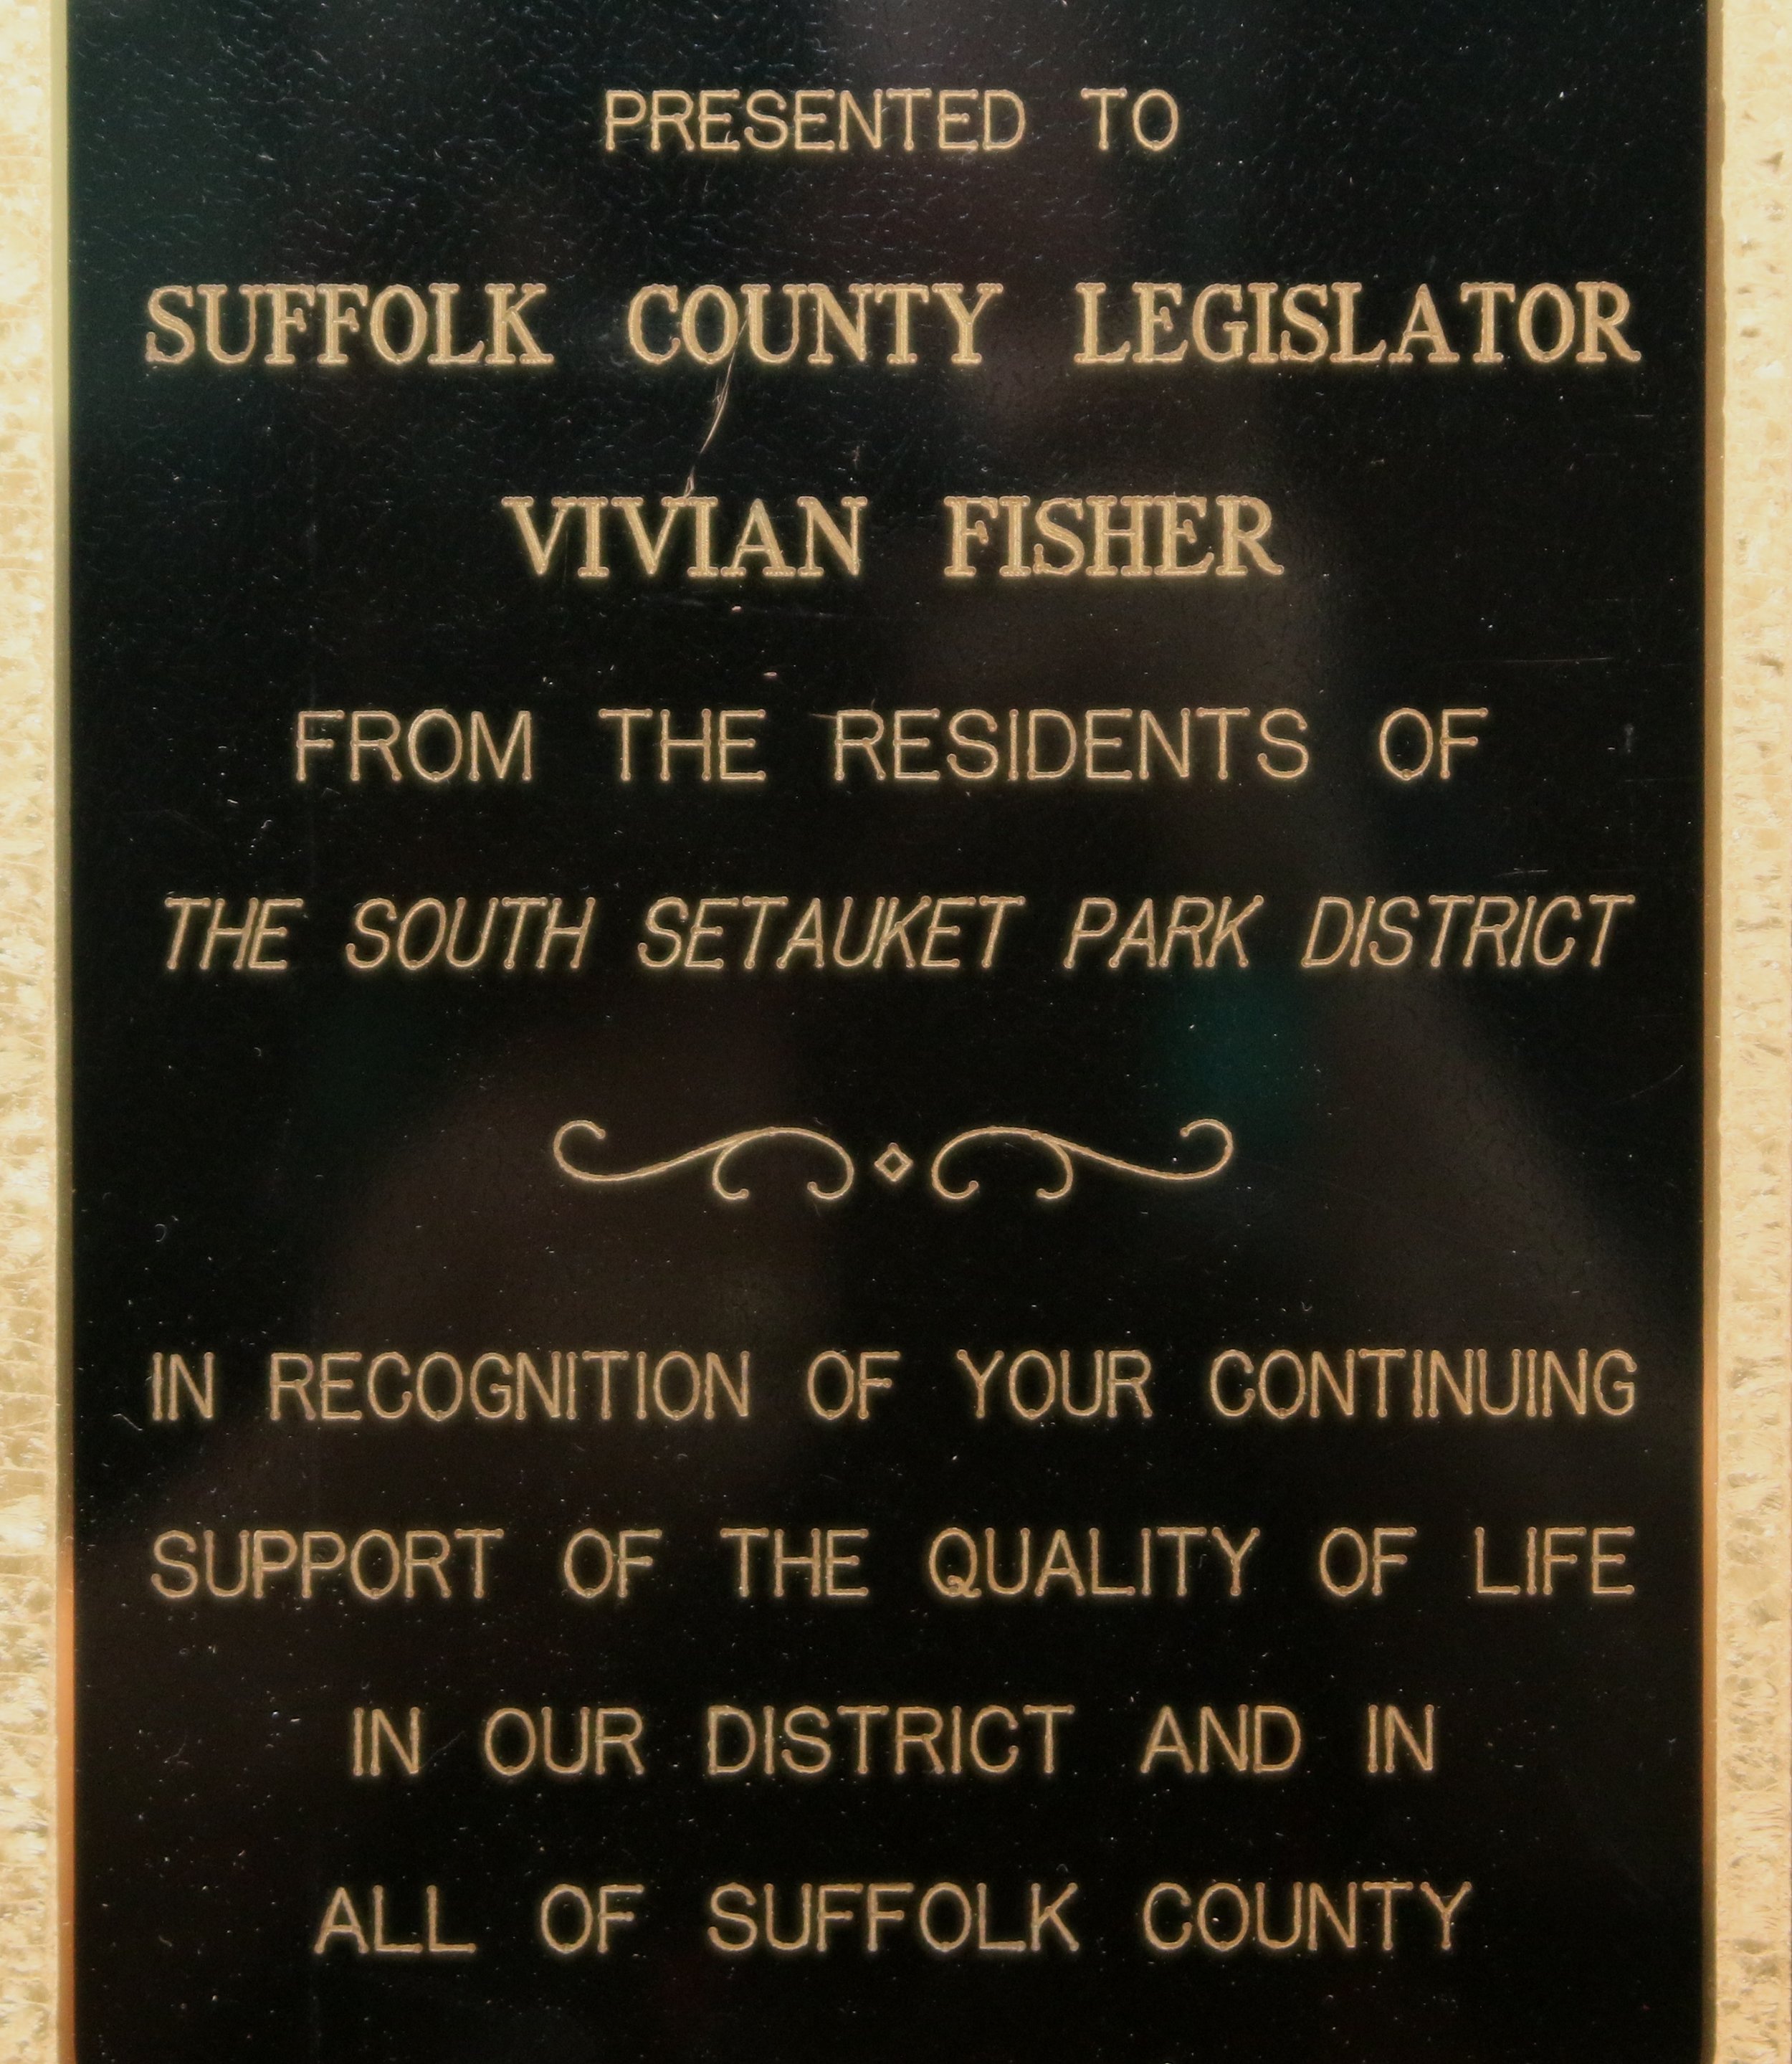 PRESENTED TO
SUFFOLK COUNTY LEGISLATOR
VIVIAN FISHER
FROM THE RESIDENTS OF
THE SOUTH SETAUKET PARK DISTRICT
IN RECOGNITION OF YOUR CONTINUING
SUPPORT OF THE QUALITY OF LIFE
IN OUR DISTRICT AND IN
ALL OF SUFFOLK COUNTY